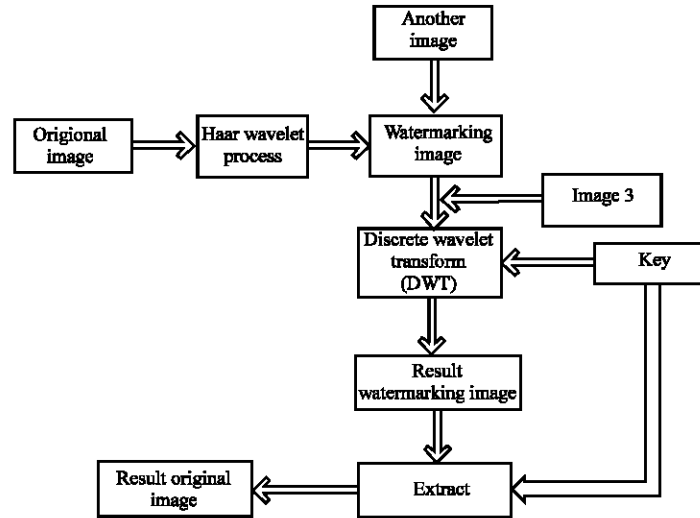 Another
image
Origional
image
Haar wavelet
process
Watermarking
image
Image 3
Discrete wavelet
transform
(DWT)
Key
Result
watermarking image
Result original
image
Extract